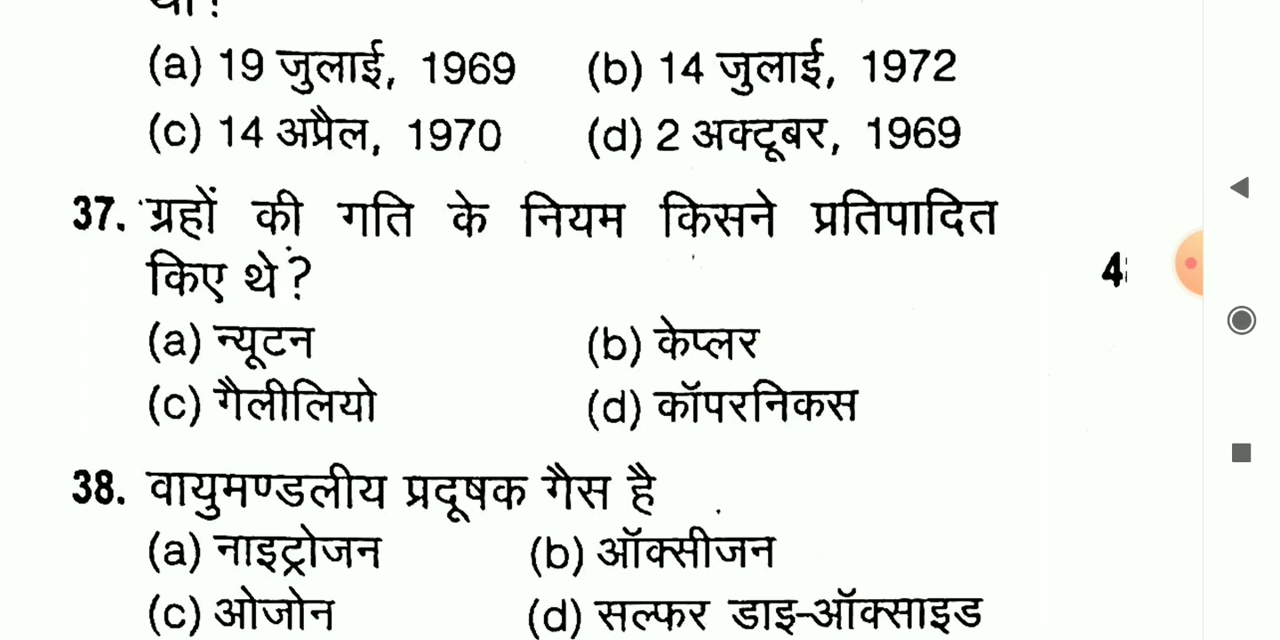 (a) 19 जुलाई, 1969 (b) 14 जुलाई, 1972
(c) 14 अप्रैल, 1970 (d) 2 अक्टूबर, 1969
37. ग्रहों की गति के नियम किसने प्रतिपादित
किए थे?
(a) न्यूटन (b) केप्लर
(c) गैलीलियो (d) कॉपरनिकस
38. वायुमण्डलीय प्रदूषक गैस है
(a) नाइट्रोजन (b) ऑक्सीजन
(c) ओजोन (d) सल्फर डाइ-ऑक्साइड